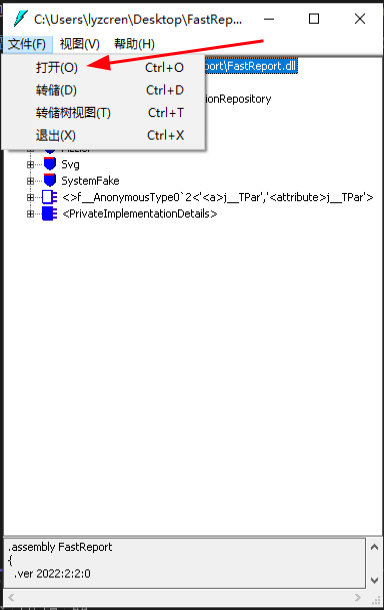 C:\Users\lyzcren\Desktop\FastRep...
文件(F) 视图(V) 帮助(H)
port\FastReport.dll
打开(O) Ctrl+O
转储(D) Ctrl+D
ionRepository
转储树视图(T) Ctrl+T
退出(X) Ctrl+X
Svg
SystemFake
<>f__AnonymousType0`2<'<a>j__TPar','<attribute>j__TPar'>
<PrivateImplementationDetails>
.assembly FastReport
{
.ver 2022:2:2:0